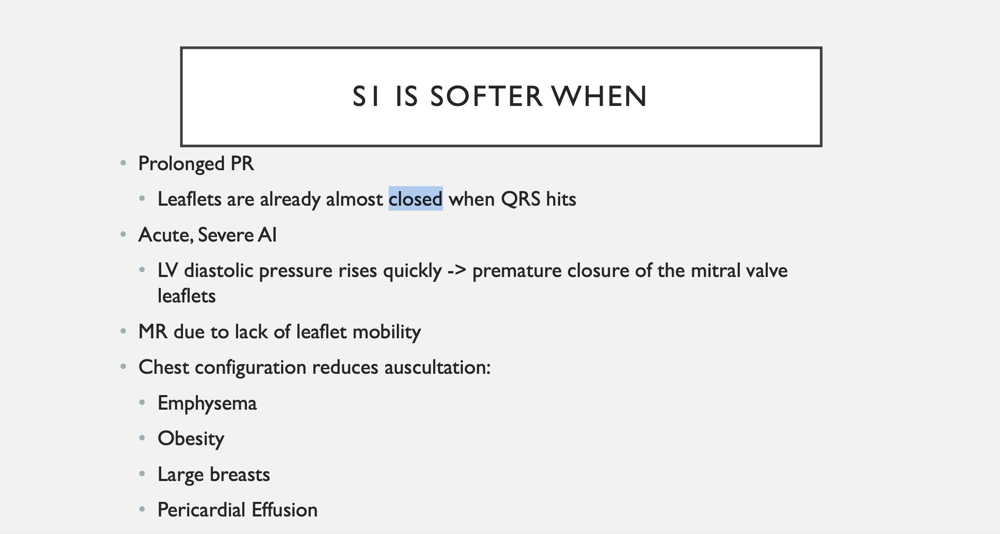 S1 IS SOFTER WHEN
• Prolonged PR
• Leaflets are already almost closed when QRS hits
• Acute, Severe AI
• LV diastolic pressure rises quickly -> premature closure of the mitral valve
leaflets
• MR due to lack of leaflet mobility
• Chest configuration reduces auscultation:
• Emphysema
• Obesity
• Large breasts
• Pericardial Effusion